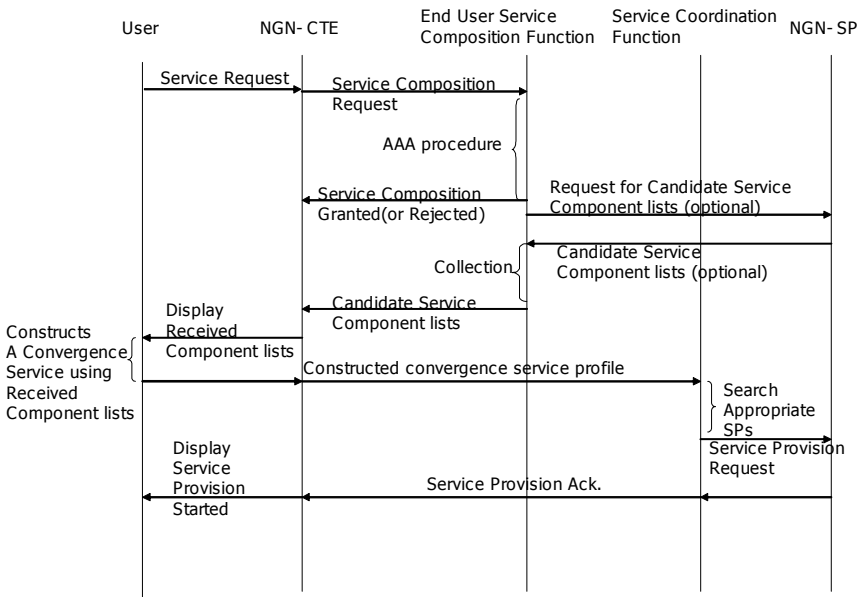 User
NGN- CTE
End User Service
Composition Function
Service Coordination
Function
NGN- SP
Service Request
Service Composition
Request
AAA procedure
Service Composition
Granted(or Rejected)
Request for Candidate Service
Component lists (optional)
Candidate Service
Component lists (optional)
Collection
Candidate Service
Component lists
Display
Received
Component lists
Constructs
A Convergence
Service using
Received
Component lists
Constructed convergence service profile
Search
Appropriate
SPs
Service Provision
Request
Display
Service
Provision
Started
Service Provision Ack.